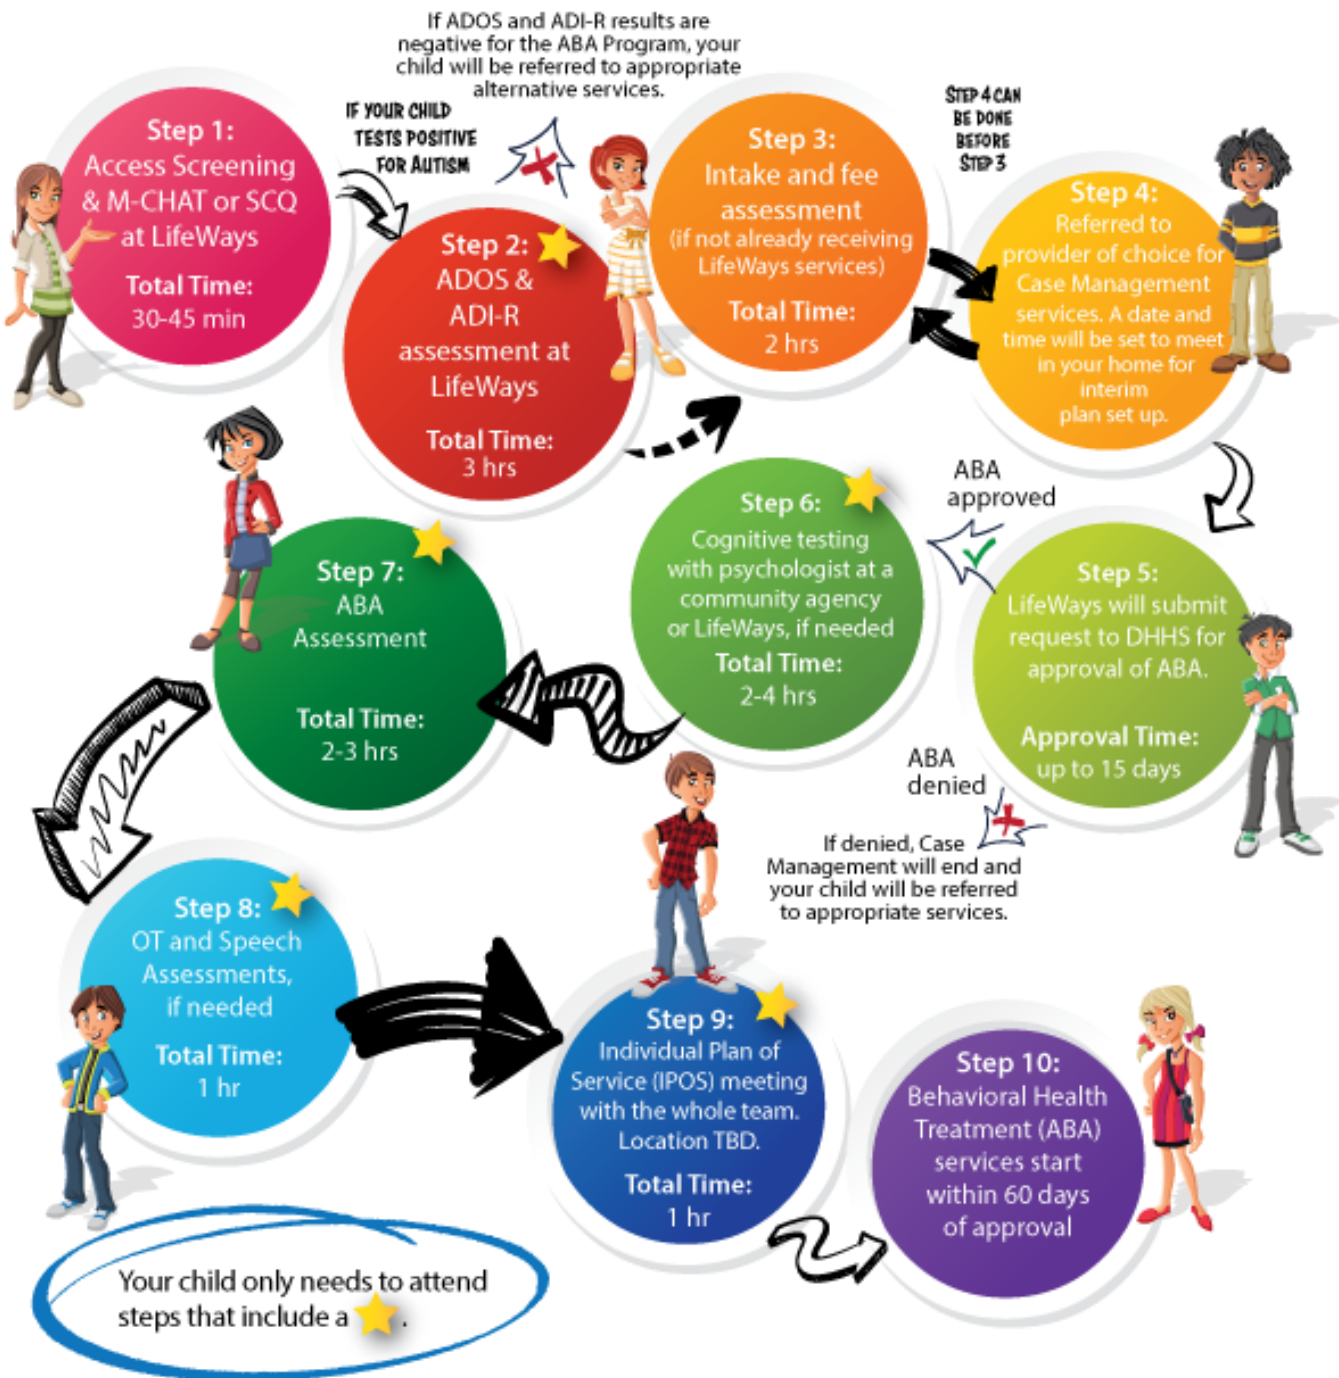 If ADOS and ADI-R results are
negative for the ABA Program, your
child will be referred to appropriate
alternative services.
Step 1:
Access Screening
& M-CHAT or SCQ
at LifeWays
Total Time:
30-45 min
IF YOUR CHILD
TESTS POSITIVE
FOR AUTISM
Step 2:
ADOS &
ADI-R
assessment at
LifeWays
Total Time:
3 hrs
Step 3:
Intake and fee
assessment
(if not already receiving
LifeWays services)
Total Time:
2 hrs
STEP 4 CAN
BE DONE
BEFORE
STEP 3
Step 4:
Referred to
provider of choice for
Case Management
services. A date and
time will be set to meet
in your home for
interim
plan set up.
Step 5:
LifeWays will submit
request to DHHS for
approval of ABA.
Approval Time:
up to 15 days
ABA
approved
ABA
denied
If denied, Case
Management will end and
your child will be referred
to appropriate services.
Step 6:
Cognitive testing
with psychologist at a
community agency
or LifeWays, if needed
Total Time:
2-4 hrs
Step 7:
ABA
Assessment
Total Time:
2-3 hrs
Step 8:
OT and Speech
Assessments,
if needed
Total Time:
1 hr
Step 9:
Individual Plan of
Service (IPOS) meeting
with the whole team.
Location TBD.
Total Time:
1 hr
Step 10:
Behavioral Health
Treatment (ABA)
services start
within 60 days
of approval
Your child only needs to attend
steps that include a .